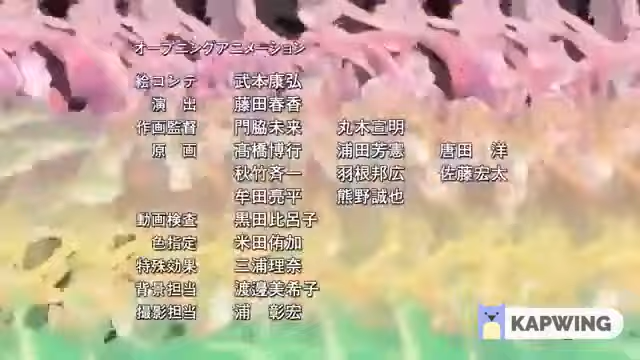 オープニングアニメーション
絵コンテ 武本康弘
演 出 藤田春香
作画監督 門脇未来 丸木宣明
原 画 髙橋博行 浦田芳憲 唐田 洋
秋竹斉一 羽根邦広 佐藤宏太
牟田亮平 熊野誠也
動画検査 黒田比呂子
色指定 米田侑加
特殊効果 三浦理奈
背景担当 渡邊美希子
撮影担当 浦 彰宏
KAPWING